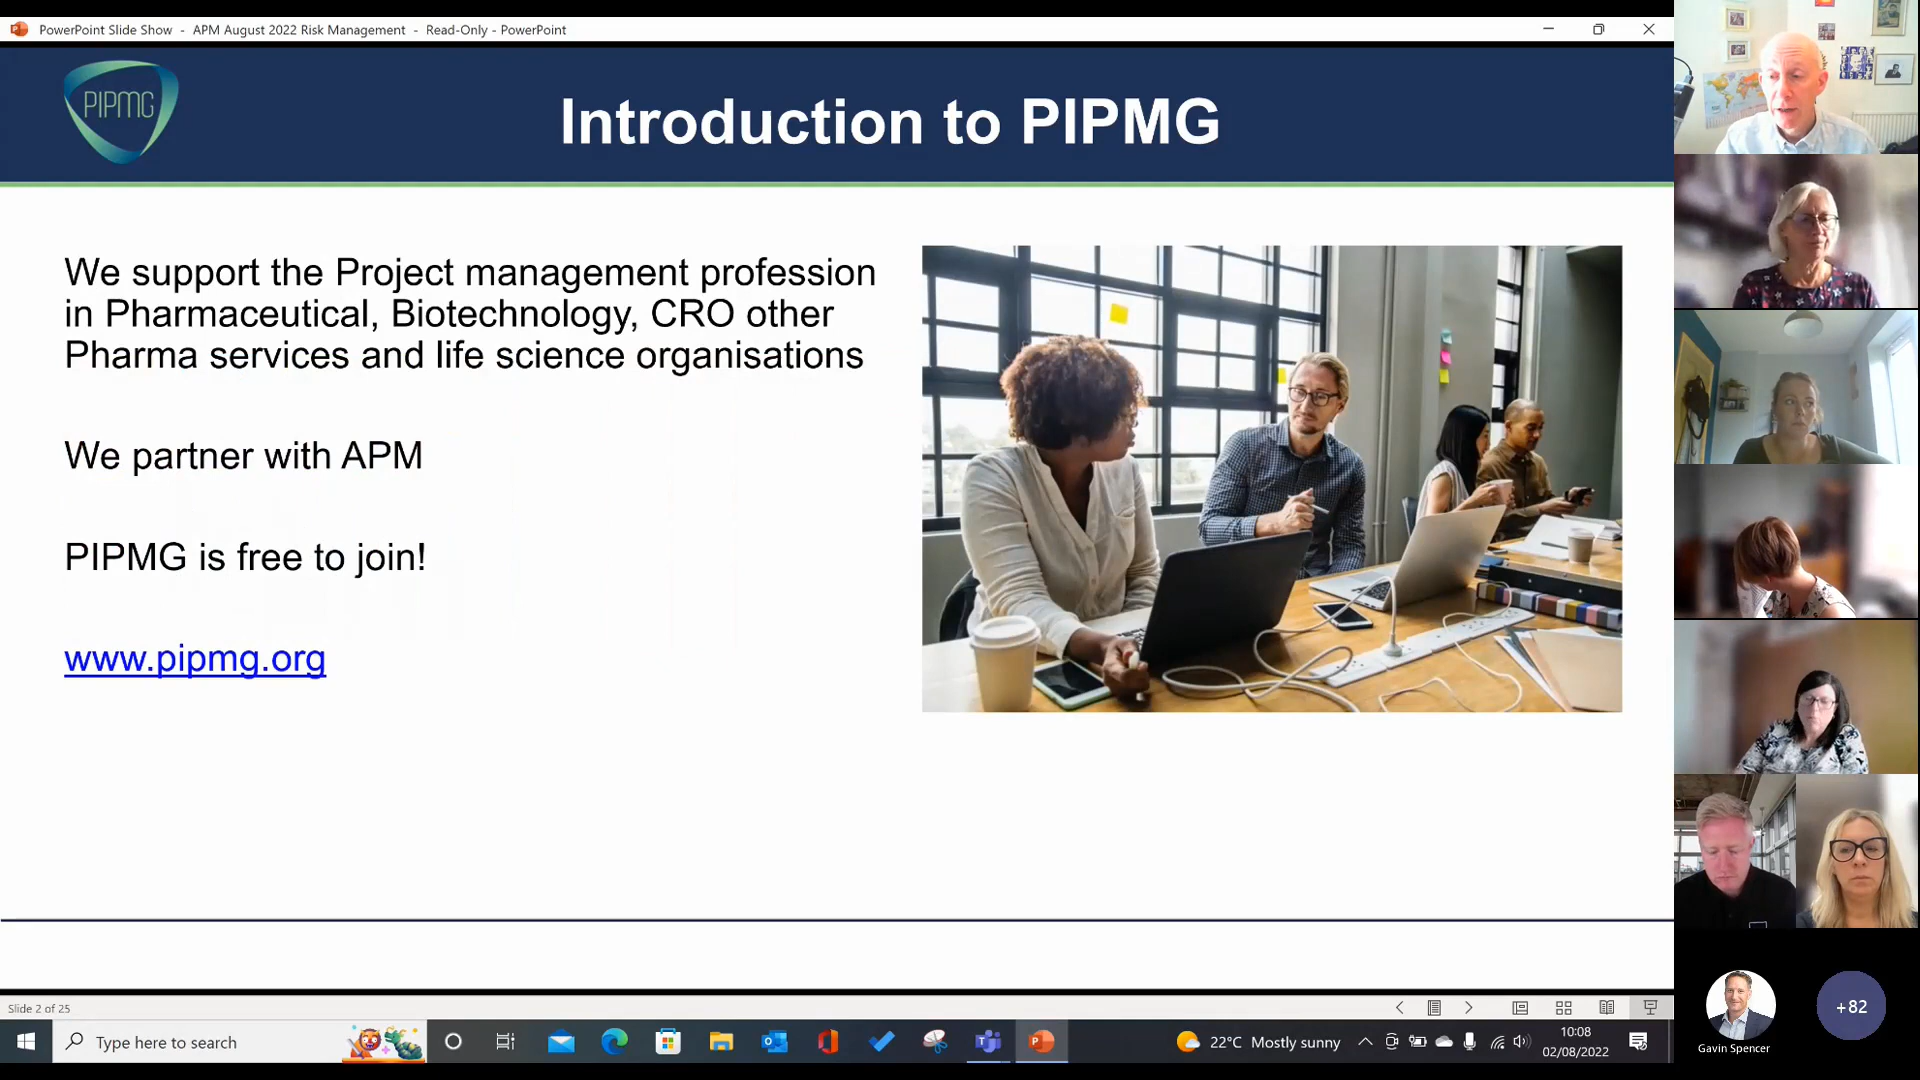 PowerPoint Slide Show - APM August 2022 Risk Management - Read-Only - PowerPoint
PIPMG
Introduction to PIPMG
We support the Project management profession
in Pharmaceutical, Biotechnology, CRO other
Pharma services and life science organisations
We partner with APM
PIPMG is free to join!
www.pipmg.org
Slide 2 of 25
Type here to search
22°C Mostly sunny
10:08
02/08/2022
+82
Gavin Spencer